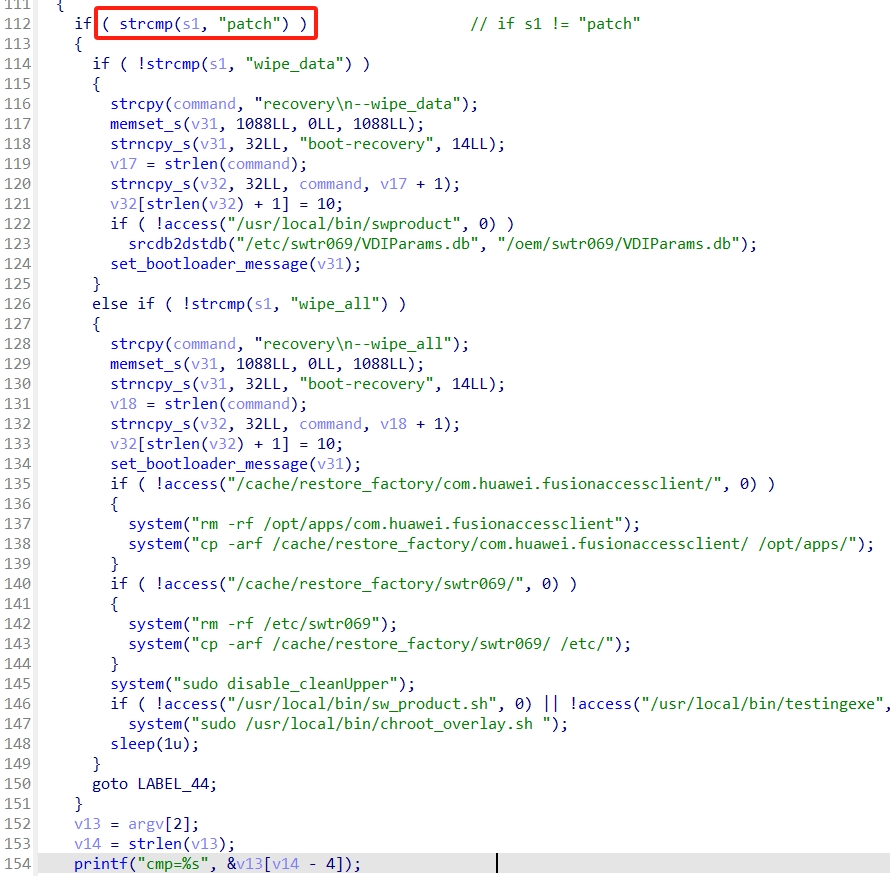 111 {
112 if ( strcmp(s1, "patch") ) // if s1 != "patch"
113 {
114 if ( !strcmp(s1, "wipe_data") )
115 {
116 strcpy(command, "recovery\n--wipe_data");
117 memset_s(v31, 1088LL, 0LL, 1088LL);
118 strncpy_s(v31, 32LL, "boot-recovery", 14LL);
119 v17 = strlen(command);
120 strncpy_s(v32, 32LL, command, v17 + 1);
121 v32[strlen(v32) + 1] = 10;
122 if ( !access("/usr/local/bin/swproduct", 0) )
123 srcdb2dstdb("/etc/swtr069/VDIParams.db", "/oem/swtr069/VDIParams.db");
124 set_bootloader_message(v31);
125 }
126 else if ( !strcmp(s1, "wipe_all") )
127 {
128 strcpy(command, "recovery\n--wipe_all");
129 memset_s(v31, 1088LL, 0LL, 1088LL);
130 strncpy_s(v31, 32LL, "boot-recovery", 14LL);
131 v18 = strlen(command);
132 strncpy_s(v32, 32LL, command, v18 + 1);
133 v32[strlen(v32) + 1] = 10;
134 set_bootloader_message(v31);
135 if ( !access("/cache/restore_factory/com.huawei.fusionaccessclient/", 0) )
136 {
137 system("rm -rf /opt/apps/com.huawei.fusionaccessclient");
138 system("cp -arf /cache/restore_factory/com.huawei.fusionaccessclient/ /opt/apps/");
139 }
140 if ( !access("/cache/restore_factory/swtr069/", 0) )
141 {
142 system("rm -rf /etc/swtr069");
143 system("cp -arf /cache/restore_factory/swtr069/ /etc/");
144 }
145 system("sudo disable_cleanUpper");
146 if ( !access("/usr/local/bin/sw_product.sh", 0) || !access("/usr/local/bin/testingexe",
147 system("sudo /usr/local/bin/chroot_overlay.sh ");
148 sleep(1u);
149 }
150 goto LABEL_44;
151 }
152 v13 = argv[2];
153 v14 = strlen(v13);
154 printf("cmp=%s", &v13[v14 - 4]);